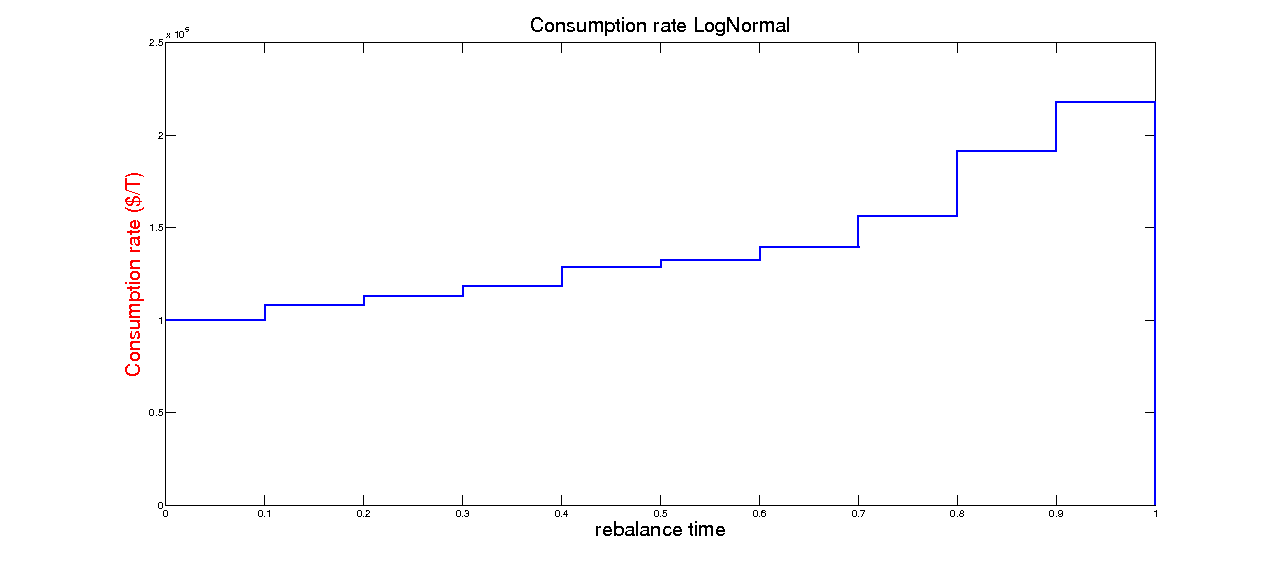 Consumption rate LogNormal
x 10^5
2.5
2
1.5
1
0.5
0
Consumption rate ($/T)
0 0.1 0.2 0.3 0.4 0.5 0.6 0.7 0.8 0.9 1
rebalance time